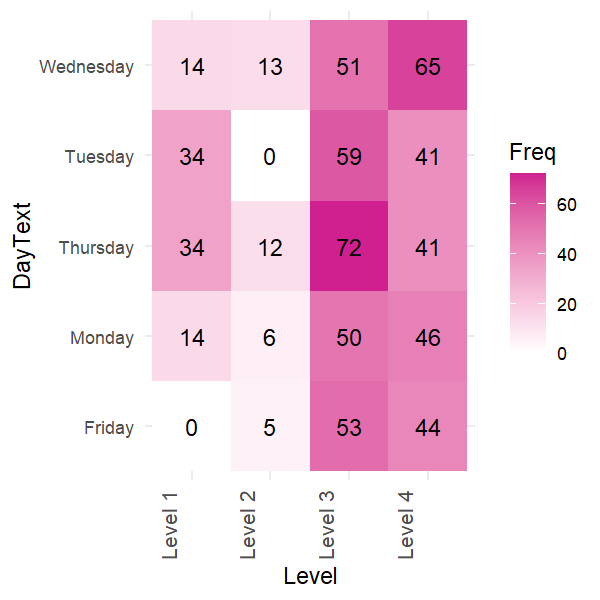 Wednesday 14 13 51 65
Tuesday 34 0 59 41
Thursday 34 12 72 41
Monday 14 6 50 46
Friday 0 5 53 44
DayText
Level 1 Level 2 Level 3 Level 4
Level
Freq
60
40
20
0